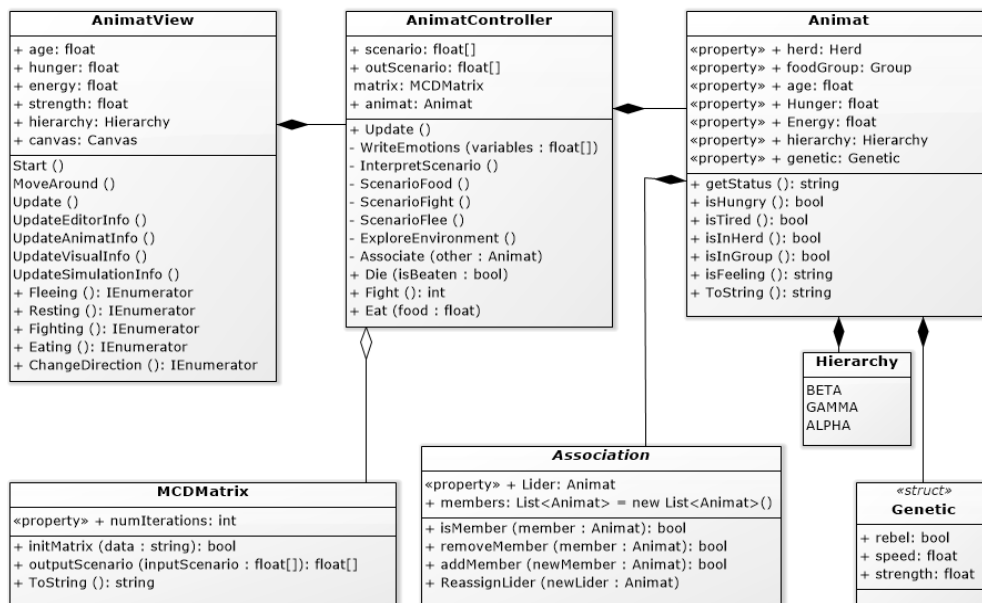 AnimatView
+ age: float
+ hunger: float
+ energy: float
+ strength: float
+ hierarchy: Hierarchy
+ canvas: Canvas
Start ()
MoveAround ()
Update ()
UpdateEditorInfo ()
UpdateAnimatInfo ()
UpdateVisualInfo ()
UpdateSimulationInfo ()
+ Fleeing (): IEnumerator
+ Resting (): IEnumerator
+ Fighting (): IEnumerator
+ Eating (): IEnumerator
+ ChangeDirection (): IEnumerator
AnimatController
+ scenario: float[]
+ outScenario: float[]
matrix: MCDMatrix
+ animat: Animat
+ Update ()
- WriteEmotions (variables : float[])
- InterpretScenario ()
- ScenarioFood ()
- ScenarioFight ()
- ScenarioFlee ()
- ExploreEnvironment ()
- Associate (other : Animat)
+ Die (isBeaten : bool)
+ Fight (): int
+ Eat (food : float)
Animat
«property» + herd: Herd
«property» + foodGroup: Group
«property» + age: float
«property» + Hunger: float
«property» + Energy: float
«property» + hierarchy: Hierarchy
«property» + genetic: Genetic
+ getStatus (): string
+ isHungry (): bool
+ isTired (): bool
+ isInHerd (): bool
+ isInGroup (): bool
+ isFeeling (): string
+ ToString (): string
Hierarchy
BETA
GAMMA
ALPHA
MCDMatrix
«property» + numIterations: int
+ initMatrix (data : string): bool
+ outputScenario (inputScenario : float[]): float[]
+ ToString (): string
Association
«property» + Lider: Animat
+ members: List<Animat> = new List<Animat>()
+ isMember (member : Animat): bool
+ removeMember (member : Animat): bool
+ addMember (newMember : Animat): bool
+ ReassignLider (newLider : Animat)
«struct»
Genetic
+ rebel: bool
+ speed: float
+ strength: float